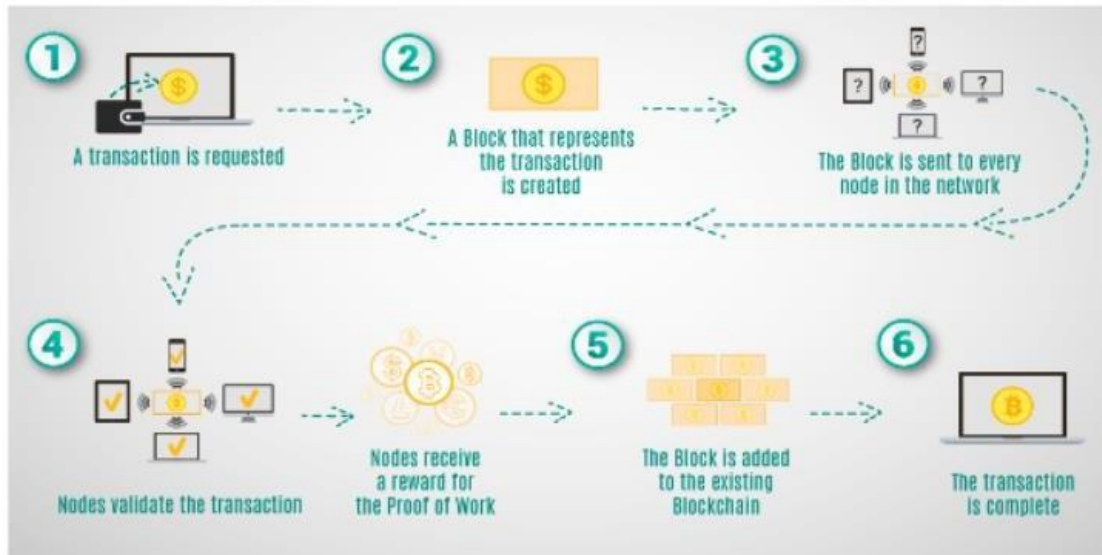 1
A transaction is requested
2
A Block that represents
the transaction
is created
3
The Block is sent to every
node in the network
4
Nodes validate the transaction
Nodes receive
a reward for
the Proof of Work
5
The Block is added
to the existing
Blockchain
6
The transaction
is complete